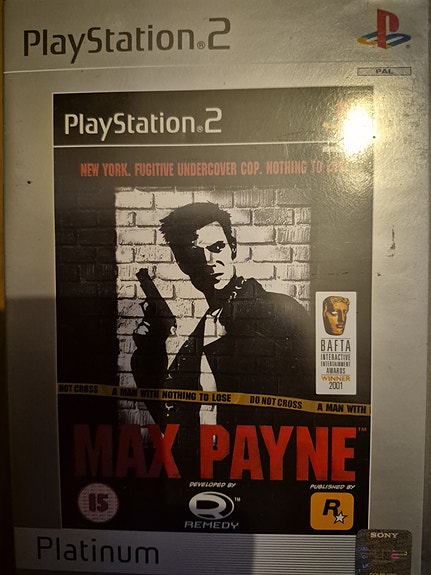 PlayStation®2
PAL
PlayStation®2
NEW YORK. FUGITIVE UNDERCOVER COP. NOTHING TO
BAFTA
INTERACTIVE
ENTERTAINMENT
AWARDS
WINNER
2001
NOT CROSS A MAN WITH NOTHING TO LOSE DO NOT CROSS A MAN WITH
MAX PAYNE™
DEVELOPED BY
PUBLISHED BY
15
R
™
REMEDY
R
SONY
Platinum